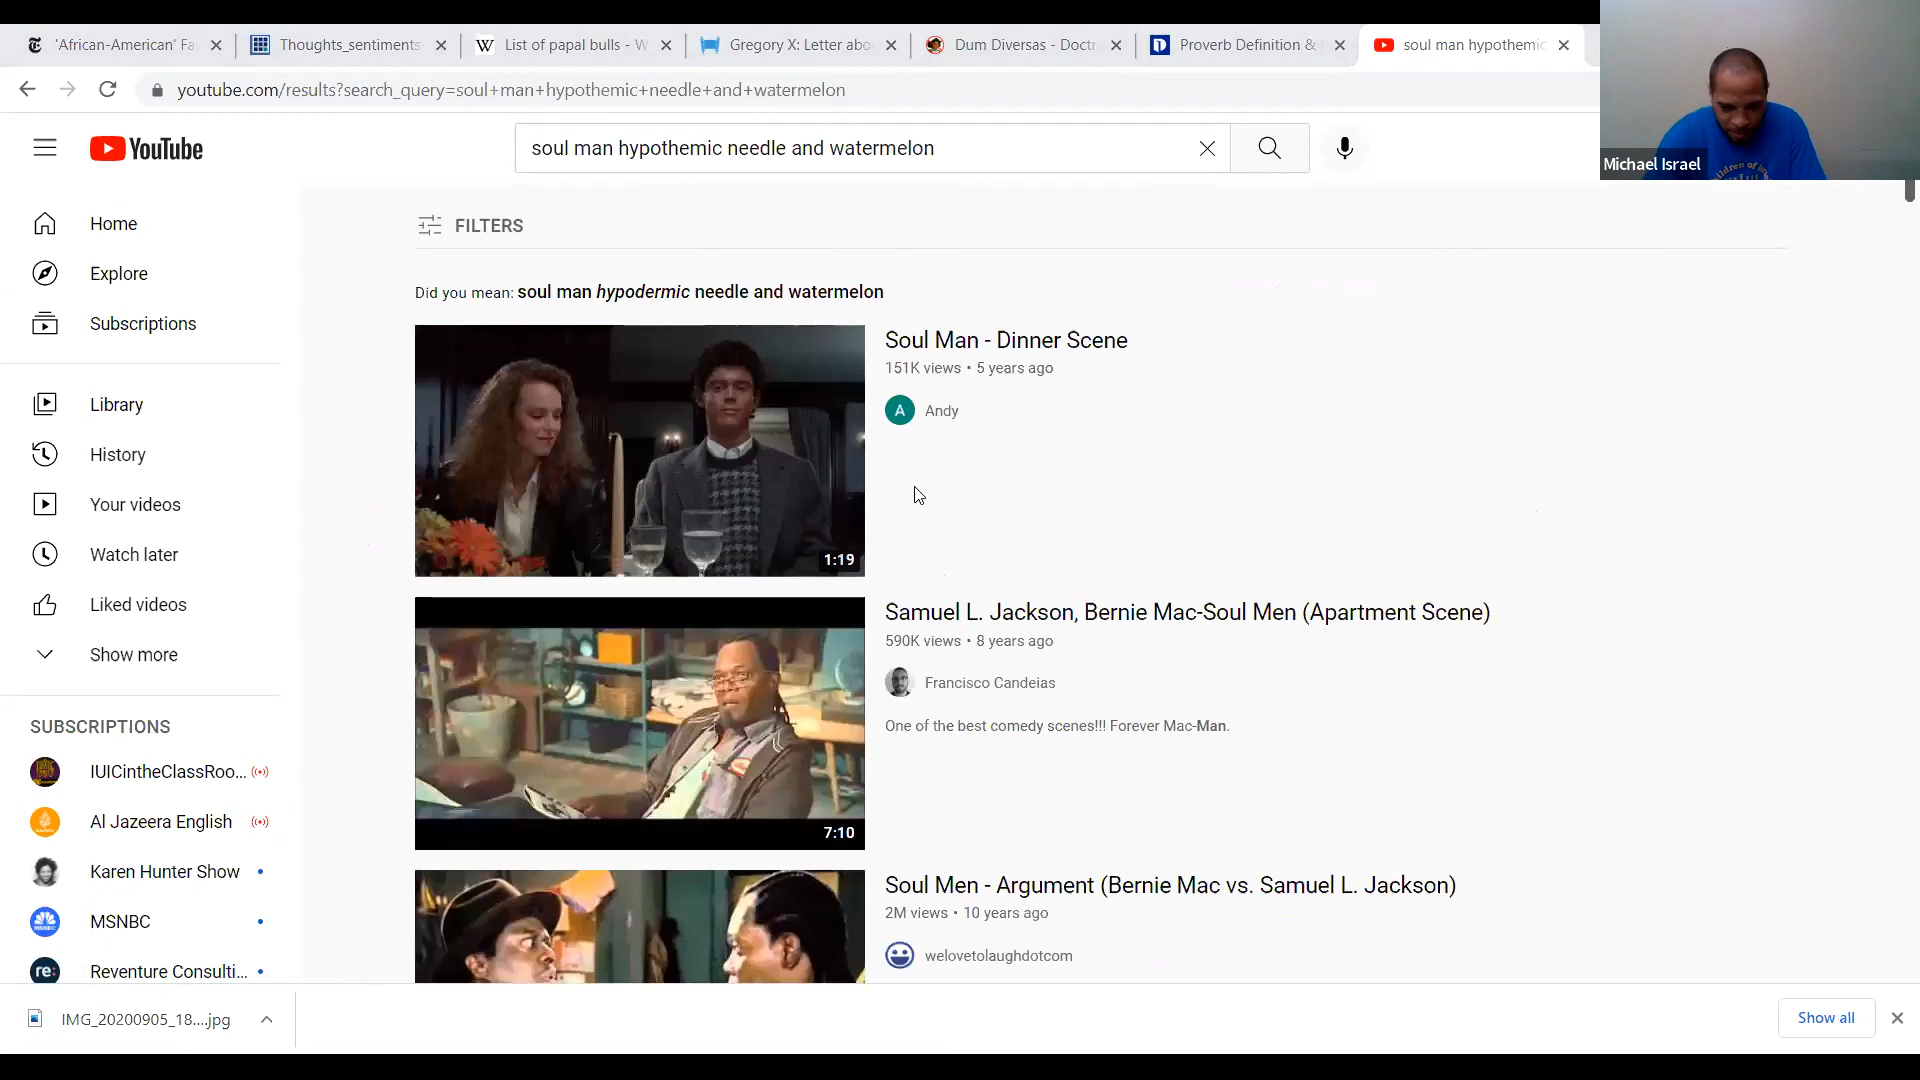 'African-American' Fa
Thoughts_sentiments
List of papal bulls - W
Gregory X: Letter abo
Dum Diversas - Doctr
Proverb Definition &
soul man hypothemic
youtube.com/results?search_query=soul+man+hypothemic+needle+and+watermelon
YouTube
soul man hypothemic needle and watermelon
Michael Israel
Home
Explore
Subscriptions
Library
History
Your videos
Watch later
Liked videos
Show more
SUBSCRIPTIONS
IUICintheClassRoo...
Al Jazeera English
Karen Hunter Show
MSNBC
Reventure Consulti...
FILTERS
Did you mean: soul man hypodermic needle and watermelon
1:19
Soul Man - Dinner Scene
151K views • 5 years ago
A Andy
7:10
Samuel L. Jackson, Bernie Mac-Soul Men (Apartment Scene)
590K views • 8 years ago
Francisco Candeias
One of the best comedy scenes!!! Forever Mac-Man.
Soul Men - Argument (Bernie Mac vs. Samuel L. Jackson)
2M views • 10 years ago
welovetolaughdotcom
IMG_20200905_18....jpg
Show all